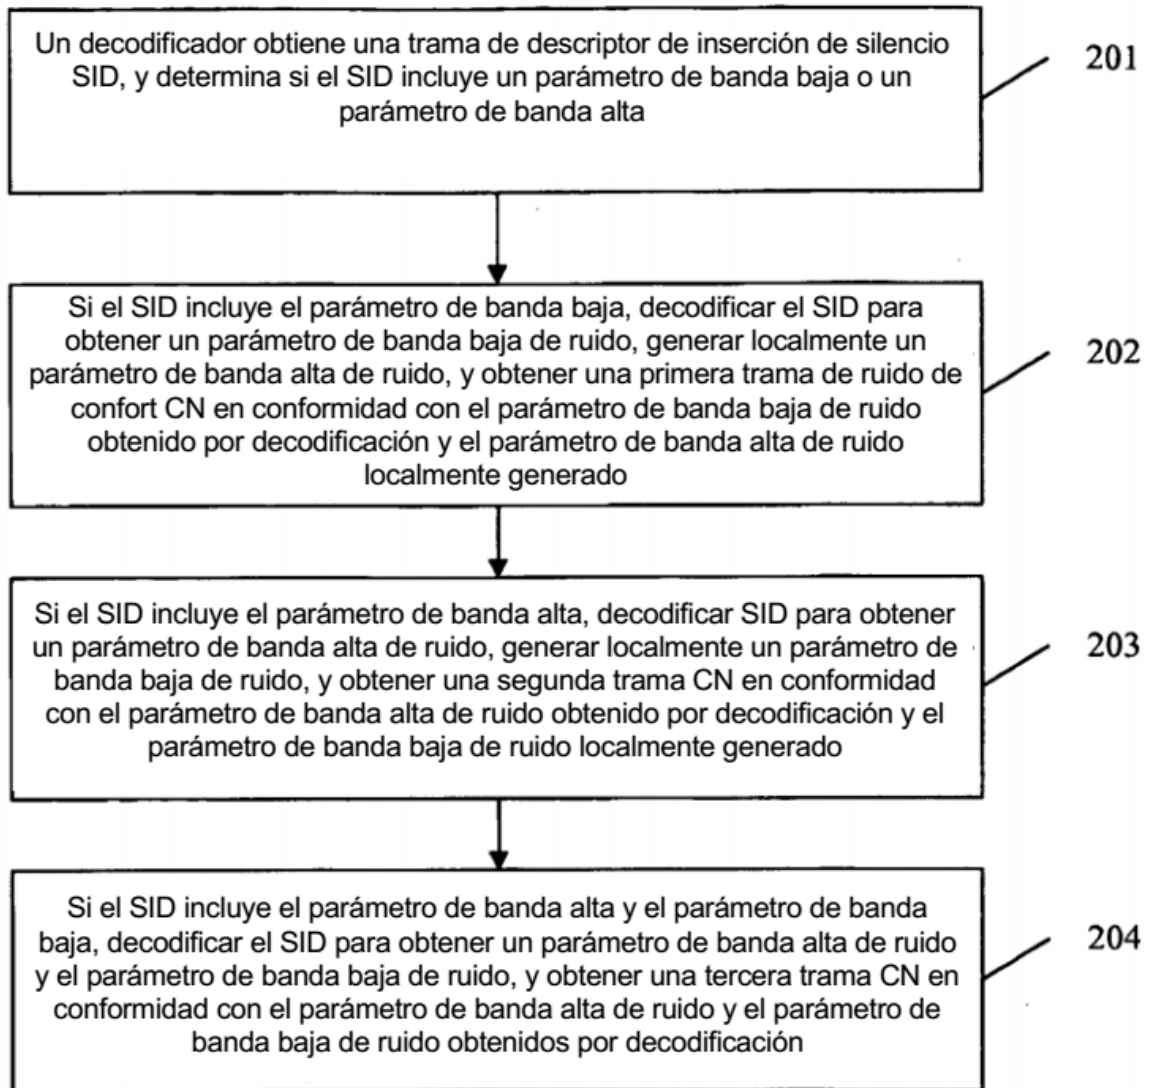 Un decodificador obtiene una trama de descriptor de inserción de silencio
SID, y determina si el SID incluye un parámetro de banda baja o un
parámetro de banda alta
201
Si el SID incluye el parámetro de banda baja, decodificar el SID para
obtener un parámetro de banda baja de ruido, generar localmente un
parámetro de banda alta de ruido, y obtener una primera trama de ruido de
confort CN en conformidad con el parámetro de banda baja de ruido
obtenido por decodificación y el parámetro de banda alta de ruido
localmente generado
202
Si el SID incluye el parámetro de banda alta, decodificar SID para obtener
un parámetro de banda alta de ruido, generar localmente un parámetro de
banda baja de ruido, y obtener una segunda trama CN en conformidad
con el parámetro de banda alta de ruido obtenido por decodificación y el
parámetro de banda baja de ruido localmente generado
203
Si el SID incluye el parámetro de banda alta y el parámetro de banda
baja, decodificar el SID para obtener un parámetro de banda alta de ruido
y el parámetro de banda baja de ruido, y obtener una tercera trama CN en
conformidad con el parámetro de banda alta de ruido y el parámetro de
banda baja de ruido obtenidos por decodificación
204